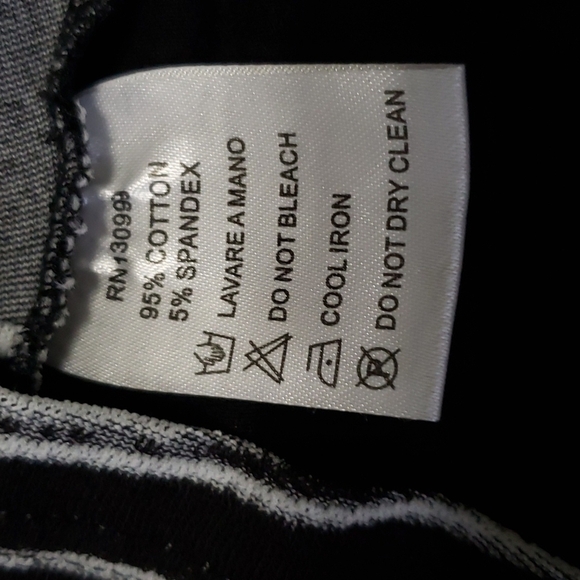 RN130999
95% COTTON
5% SPANDEX
LAVARE A MANO
DO NOT BLEACH
COOL IRON
DO NOT DRY CLEAN